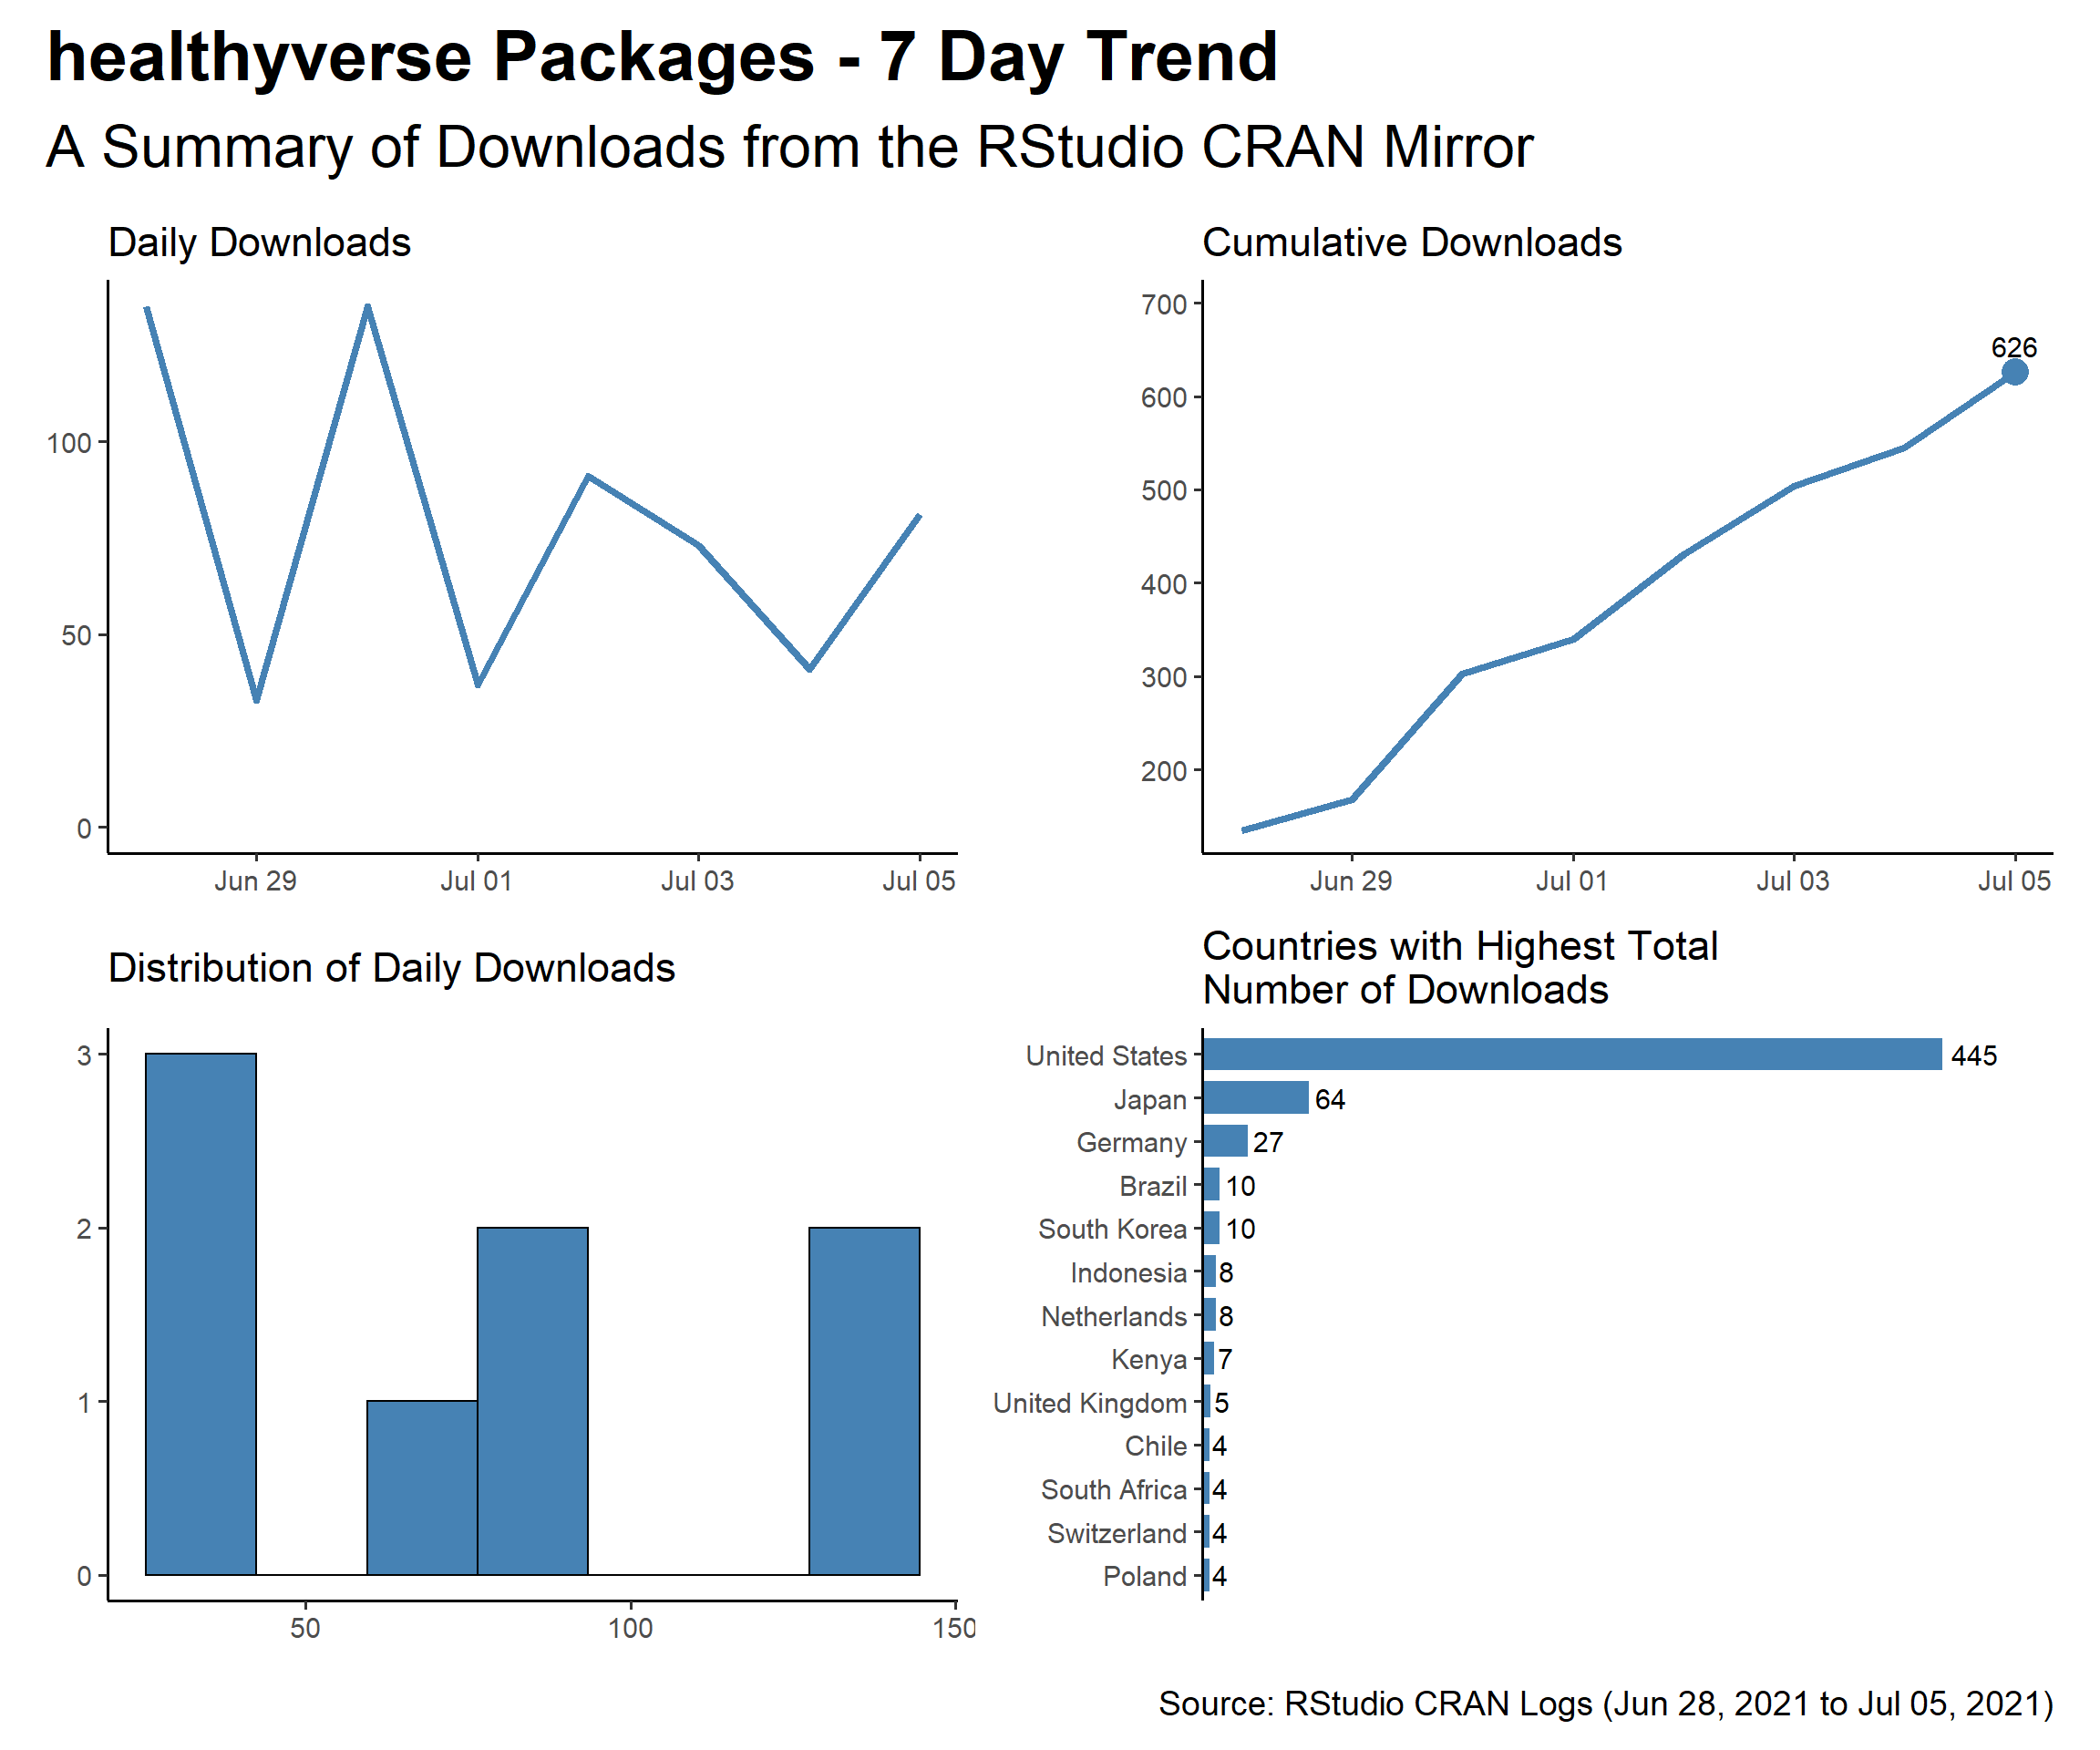 healthyverse Packages - 7 Day Trend
A Summary of Downloads from the RStudio CRAN Mirror
Daily Downloads
100
50
0
Jun 29 Jul 01 Jul 03 Jul 05
Cumulative Downloads
700
600
500
400
300
200
626
Jun 29 Jul 01 Jul 03 Jul 05
Distribution of Daily Downloads
3
2
1
0
50 100 150
Countries with Highest Total
Number of Downloads
United States 445
Japan 64
Germany 27
Brazil 10
South Korea 10
Indonesia 8
Netherlands 8
Kenya 7
United Kingdom 5
Chile 4
South Africa 4
Switzerland 4
Poland 4
Source: RStudio CRAN Logs (Jun 28, 2021 to Jul 05, 2021)